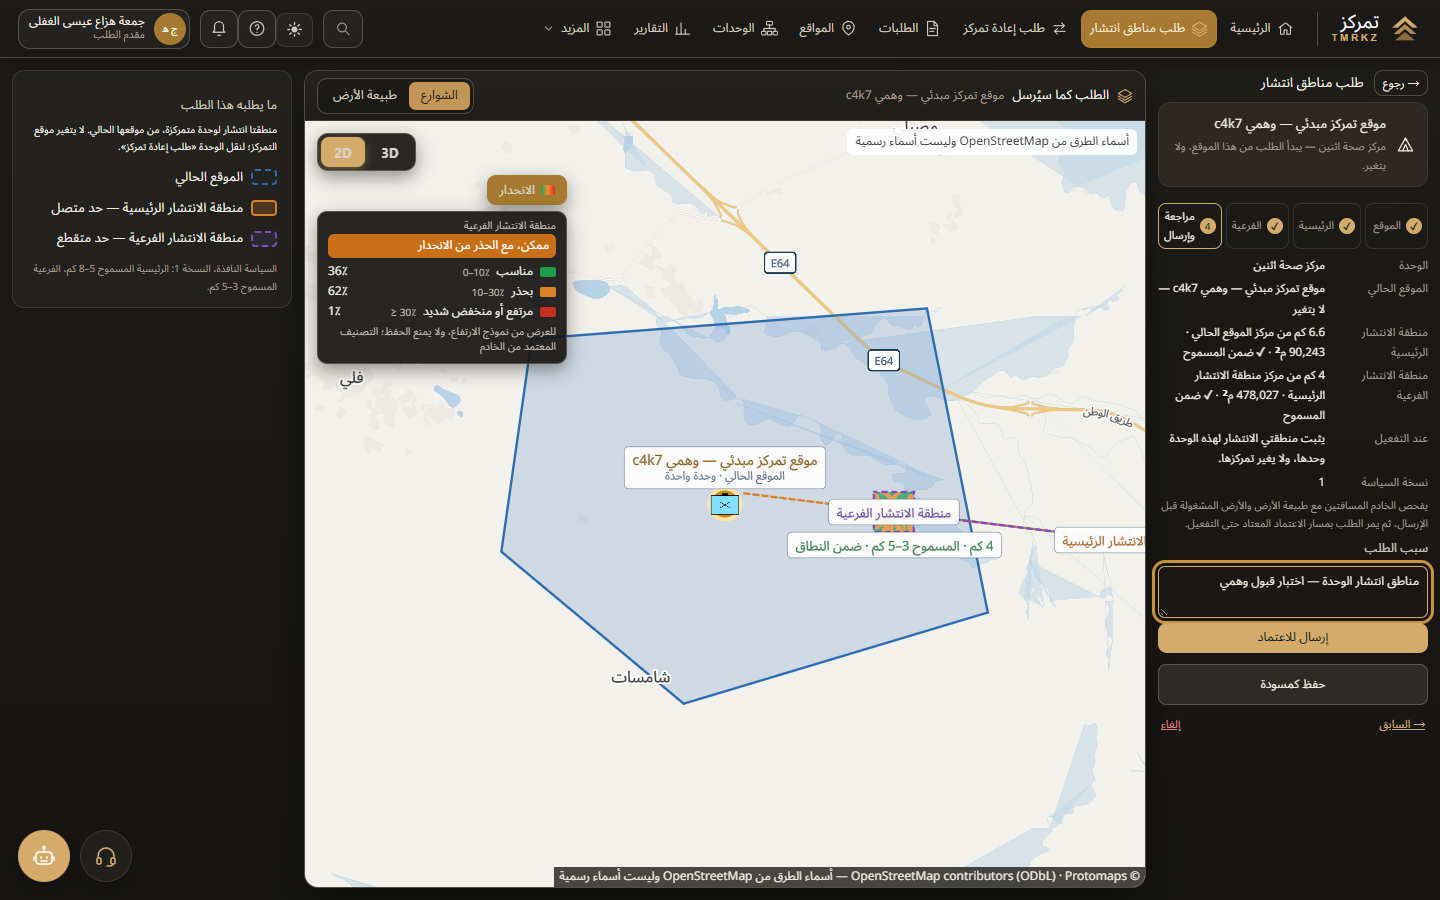 تمركز
TMRKZ
الرئيسية
طلب مناطق انتشار
طلب إعادة تمركز
الطلبات
المواقع
الوحدات
التقارير
المزيد
جمعة هزاع عيسى الغفلي
مقدم الطلب
ج ه
→ رجوع
طلب مناطق انتشار
موقع تمركز مبدئي — وهمي c4k7
مركز صحة اثنين — يبدأ الطلب من هذا الموقع، ولا
يتغير.
الموقع
الرئيسية
الفرعية
4
مراجعة
وإرسال
الوحدة
مركز صحة اثنين
الموقع الحالي
موقع تمركز مبدئي — وهمي c4k7 —
لا يتغير
منطقة الانتشار
الرئيسية
6.6 كم من مركز الموقع الحالي ·
90,243 م² · ✓ ضمن المسموح
منطقة الانتشار
الفرعية
4 كم من مركز منطقة الانتشار
الرئيسية · 478,027 م² · ✓ ضمن
المسموح
عند التفعيل
يثبت منطقتي الانتشار لهذه الوحدة
وحدها، ولا يغير تمركزها.
نسخة السياسة
1
يفحص الخادم المسافتين مع طبيعة الأرض والأرض المشغولة قبل
الإرسال، ثم يمر الطلب بمسار الاعتماد المعتاد حتى التفعيل.
سبب الطلب
مناطق انتشار الوحدة — اختبار قبول وهمي
إرسال للاعتماد
حفظ كمسودة
→ السابق
إلغاء
الطلب كما سيُرسل
موقع تمركز مبدئي — وهمي c4k7
الشوارع
طبيعة الأرض
أسماء الطرق من OpenStreetMap وليست أسماء رسمية
2D
3D
الانحدار
منطقة الانتشار الفرعية
ممكن، مع الحذر من الانحدار
مناسب 0–10٪ 36٪
بحذر 10–30٪ 62٪
مرتفع أو منخفض شديد ≥ 30٪ 1٪
للعرض من نموذج الارتفاع، ولا يمنع الحفظ؛ التصنيف
المعتمد من الخادم
E64
E64
فلي
طريق الوطن
موقع تمركز مبدئي — وهمي c4k7
الموقع الحالي · وحدة واحدة
منطقة الانتشار الفرعية
4 كم · المسموح 3–5 كم · ضمن النطاق
الانتشار الرئيسية
شامسات
© OpenStreetMap contributors (ODbL) · Protomaps — أسماء الطرق من OpenStreetMap وليست أسماء رسمية
ما يطلبه هذا الطلب
منطقتا انتشار لوحدة متمركزة، من موقعها الحالي. لا يتغير موقع
التمركز؛ لنقل الوحدة «طلب إعادة تمركز».
الموقع الحالي
منطقة الانتشار الرئيسية — حد متصل
منطقة الانتشار الفرعية — حد متقطع
السياسة النافذة، النسخة 1: الرئيسية المسموح 5–8 كم، الفرعية
المسموح 3–5 كم.